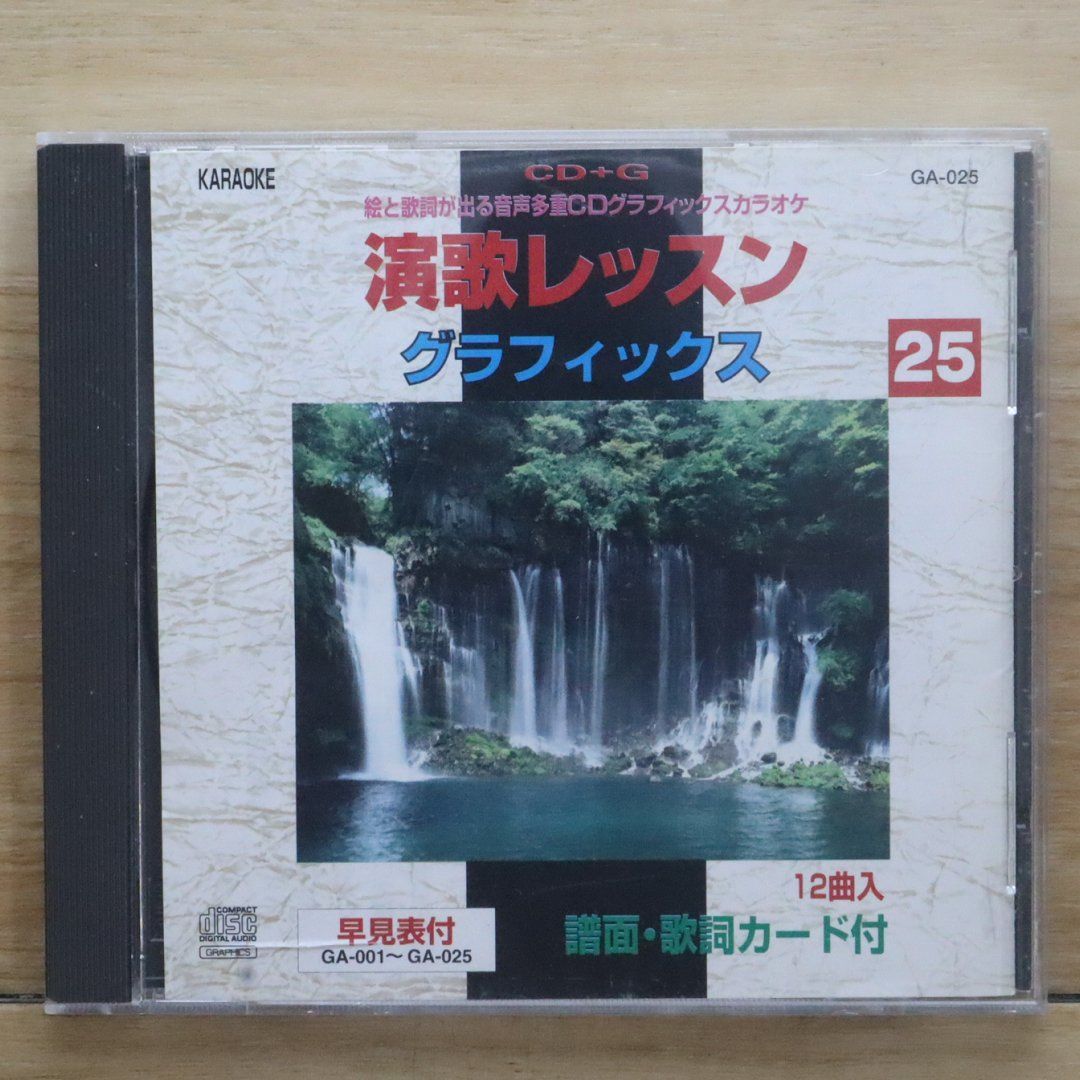 KARAOKE
CD+G
GA-025
絵と歌詞が出る音声多重CDグラフィックスカラオケ
演歌レッスン
グラフィックス
25
12曲入
譜面・歌詞カード付
早見表付
GA-001～GA-025
COMPACT
disc
DIGITAL AUDIO
GRAPHICS